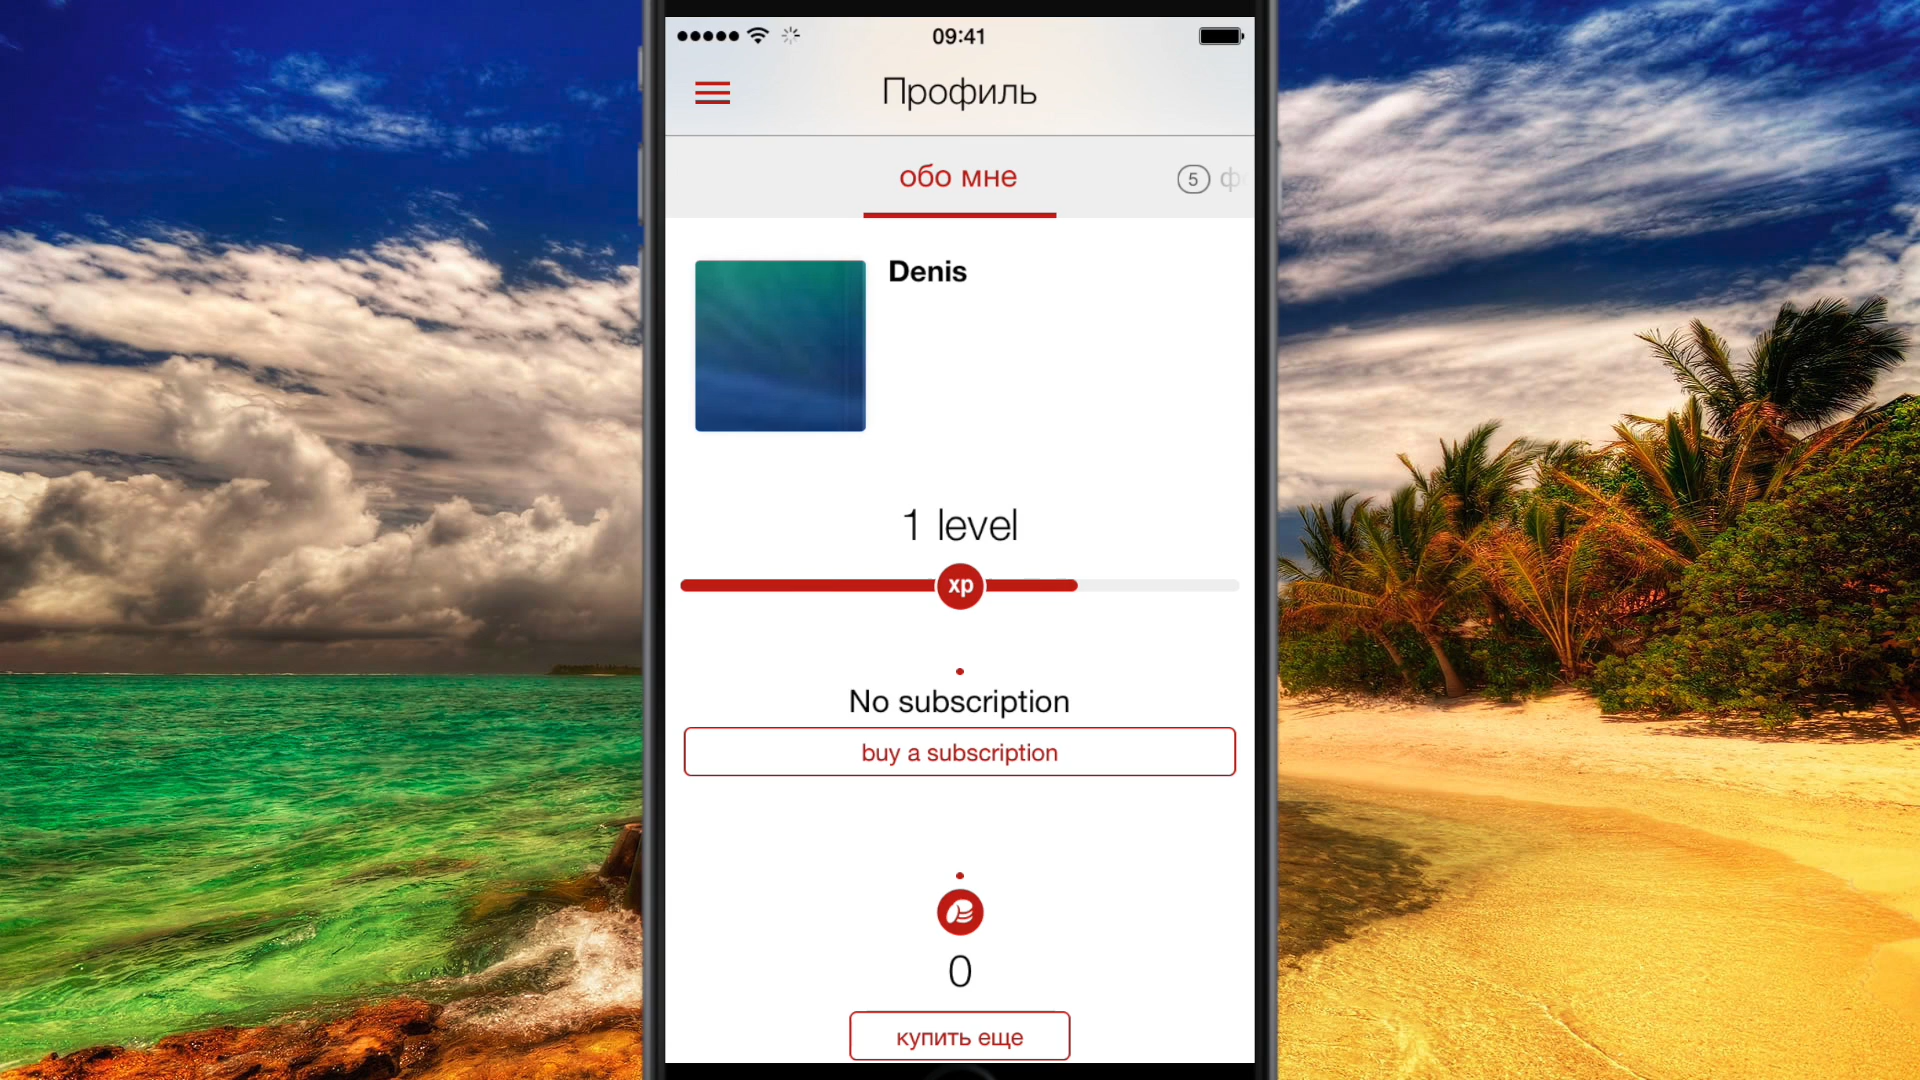 09:41
Профиль
обо мне
5
Denis
1 level
xp
No subscription
buy a subscription
0
купить еще